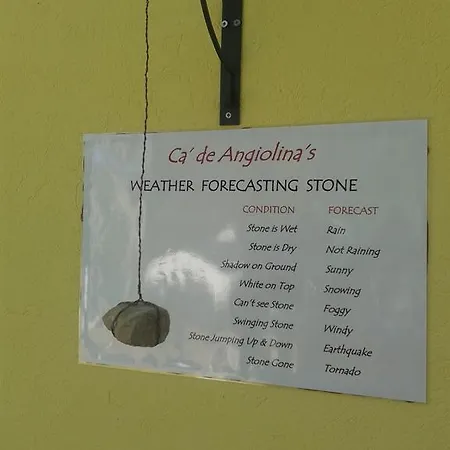 Ca' de Angiolina's
WEATHER FORECASTING STONE
CONDITION FORECAST
Stone is Wet Rain
Stone is Dry Not Raining
Shadow on Ground Sunny
White on Top Snowing
Can't see Stone Foggy
Swinging Stone Windy
Stone Jumping Up & Down Earthquake
Stone Gone Tornado